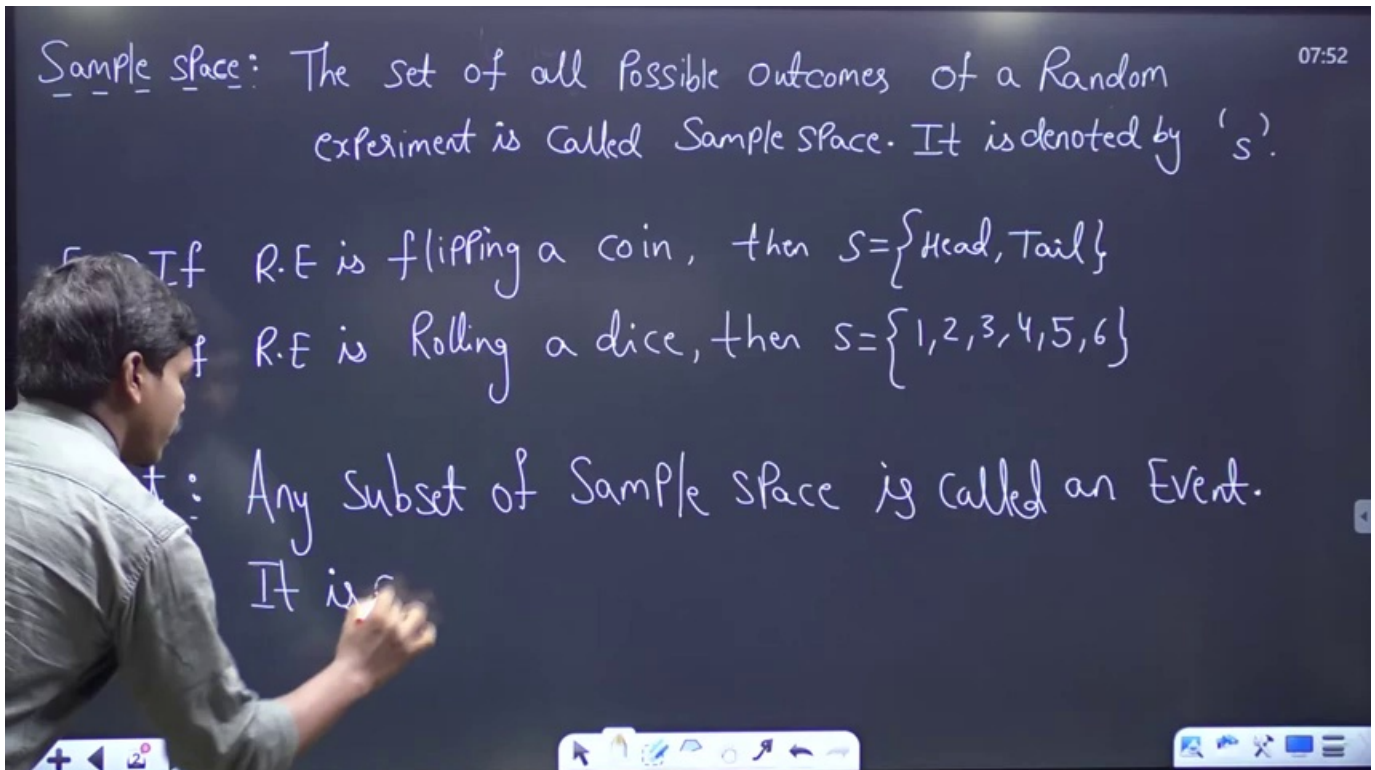 Sample space: The set of all Possible outcomes of a Random
07:52
experiment is called Sample space. It is denoted by 's'.
If R.E is flipping a coin, then S={Head, Tail}
R.E is Rolling a dice, then S={1,2,3,4,5,6}
: Any subset of Sample space is called an Event.
It is
2